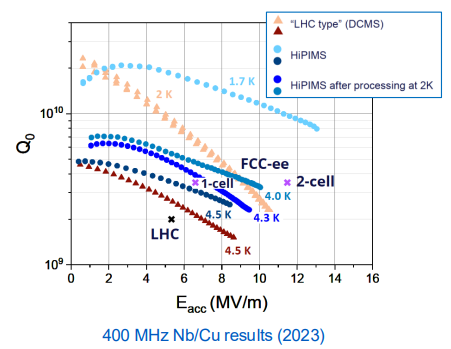 "LHC type" (DCMS)
HiPIMS
HiPIMS after processing at 2K
1.7 K
2 K
10^10
Q0
FCC-ee
1-cell
2-cell
4.0 K
4.5 K
4.3 K
LHC
4.5 K
10^9
0 2 4 6 8 10 12 14 16
Eacc (MV/m)
400 MHz Nb/Cu results (2023)